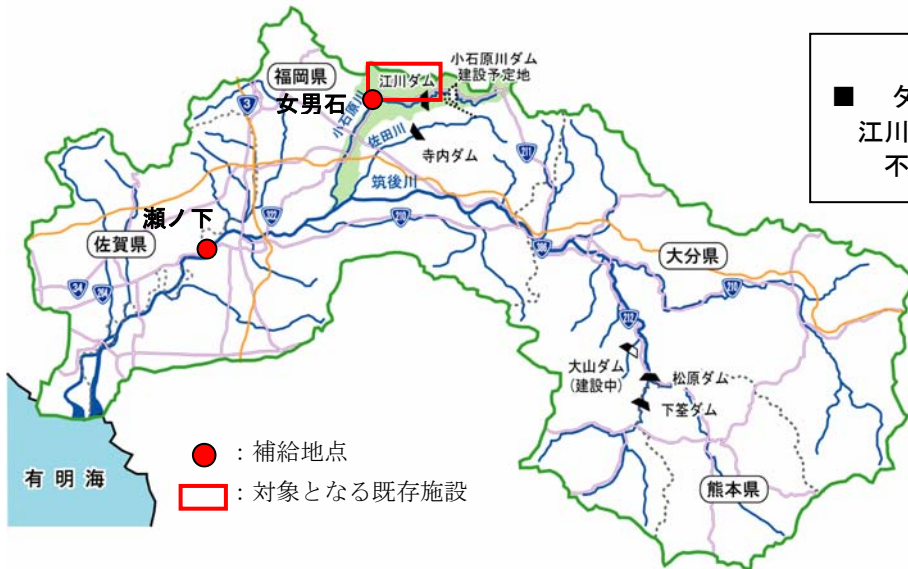 小石原川ダム
建設予定地
福岡県
江川ダム
女男石
3
小石原川
佐田川
寺内ダム
211
筑後川
瀬ノ下
322
210
佐賀県
大分県
34
264
210
212
大山ダム
(建設中)
松原ダム
下筌ダム
有明海
熊本県
:補給地点
:対象となる既存施設
■ ダ
江川
不